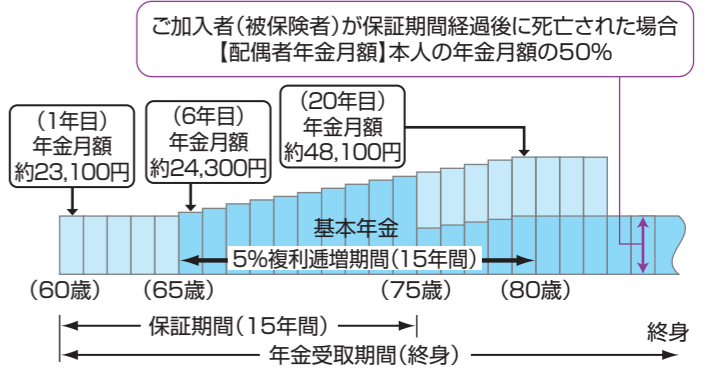 ご加入者（被保険者）が保証期間経過後に死亡された場合
【配偶者年金月額】本人の年金月額の50％
（1年目）
年金月額
約23,100円
（6年目）
年金月額
約24,300円
（20年目）
年金月額
約48,100円
基本年金
5％複利逓増期間（15年間）
（60歳）
（65歳）
（75歳）
（80歳）
保証期間（15年間）
終身
年金受取期間（終身）